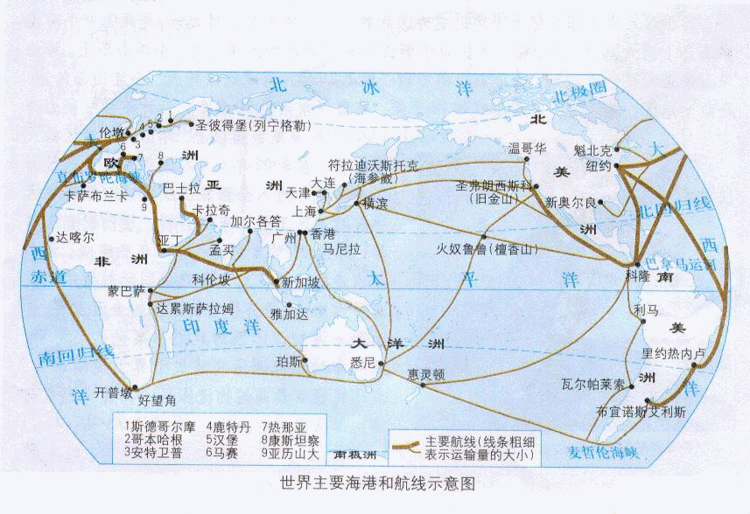 北冰洋
北极圈
伦敦
4
5
2
1
圣彼得堡(列宁格勒)
北
大
6
3
7
8
欧
洲
直布罗陀海峡
亚
洲
符拉迪沃斯托克
(海参崴)
温哥华
美
魁北克
纽约
大
卡萨布兰卡
9
巴士拉
天津
大连
圣弗朗西斯科
(旧金山)
新奥尔良
卡拉奇
上海
横滨
北回归线
加尔各答
广州
香港
洲
西
达喀尔
亚丁
孟买
马尼拉
火奴鲁鲁(檀香山)
西
巴拿马运河
非洲
科伦坡
新加坡
太平洋
科隆
南
赤道
蒙巴萨
达累斯萨拉姆
雅加达
利马
印度洋
美
南回归线
大洋洲
里约热内卢
珀斯
悉尼
惠灵顿
瓦尔帕莱索
洲
洋
开普敦
好望角
布宜诺斯艾利斯
洋
1斯德哥尔摩 4鹿特丹 7热那亚
2哥本哈根 5汉堡 8康斯坦察
3安特卫普 6马赛 9亚历山大
南极洲
主要航线(线条粗细
表示运输量的大小)
麦哲伦海峡
世界主要海港和航线示意图